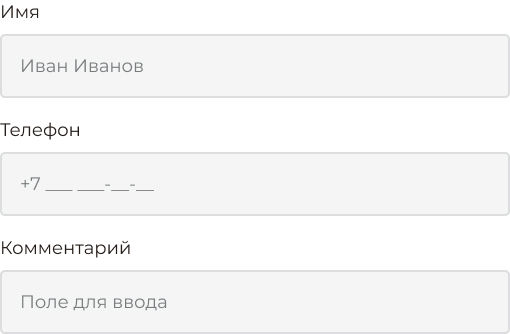 Имя
Иван Иванов
Телефон
+7 ___ ___-__-__
Комментарий
Поле для ввода